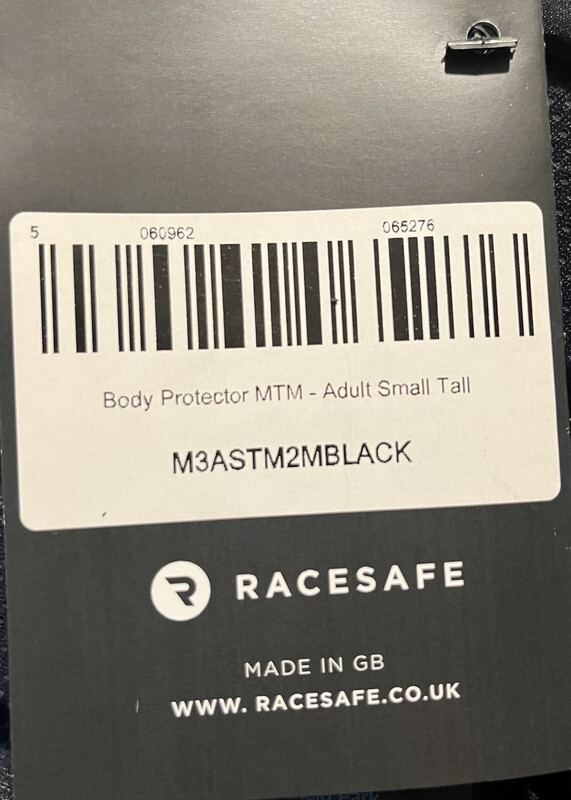 5 060962 065276
Body Protector MTM - Adult Small Tall
M3ASTM2MBLACK
RACESAFE
MADE IN GB
WWW. RACESAFE.CO.UK